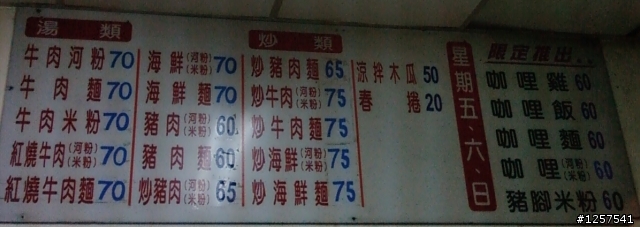 湯類
牛肉河粉70
牛肉麵70
牛肉米粉70
紅燒牛肉(河粉)(米粉)70
紅燒牛肉麵70
海鮮(河粉)(米粉)70
海鮮麵70
豬肉(河粉)(米粉)60
豬肉麵60
炒豬肉(河粉)(米粉)65
炒類
炒豬肉麵65
炒牛肉(河粉)(米粉)75
炒牛肉麵75
炒海鮮(河粉)(米粉)75
炒海鮮麵75
涼拌木瓜50
春捲20
星期五、六、日
限定推出..
咖哩雞60
咖哩飯60
咖哩麵60
咖哩(河粉)(米粉)60
豬腳米粉60
#1257541